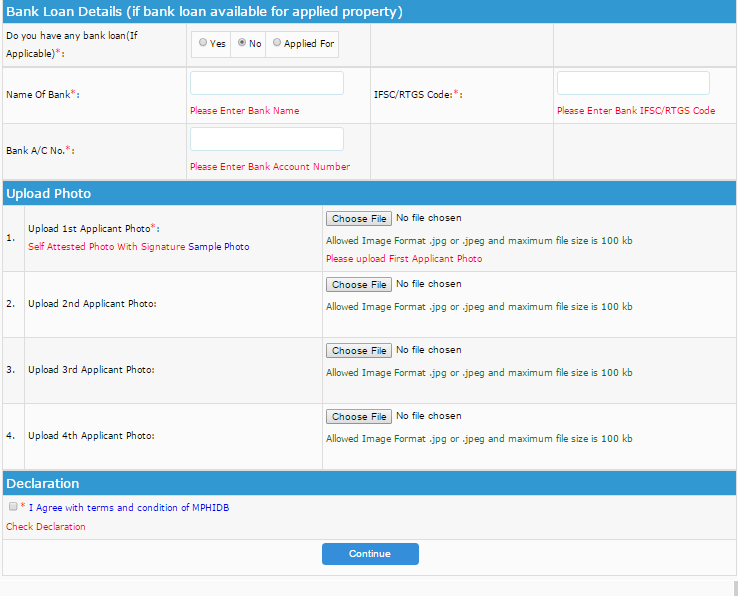 Bank Loan Details (if bank loan available for applied property)
Do you have any bank loan(If
Applicable)*:
Yes No Applied For
Name Of Bank*:
Please Enter Bank Name
IFSC/RTGS Code:*:
Please Enter Bank IFSC/RTGS Code
Bank A/C No.*:
Please Enter Bank Account Number
Upload Photo
1.
Upload 1st Applicant Photo*:
Self Attested Photo With Signature Sample Photo
Choose File No file chosen
Allowed Image Format .jpg or .jpeg and maximum file size is 100 kb
Please upload First Applicant Photo
2.
Upload 2nd Applicant Photo:
Choose File No file chosen
Allowed Image Format .jpg or .jpeg and maximum file size is 100 kb
3.
Upload 3rd Applicant Photo:
Choose File No file chosen
Allowed Image Format .jpg or .jpeg and maximum file size is 100 kb
4.
Upload 4th Applicant Photo:
Choose File No file chosen
Allowed Image Format .jpg or .jpeg and maximum file size is 100 kb
Declaration
* I Agree with terms and condition of MPHIDB
Check Declaration
Continue